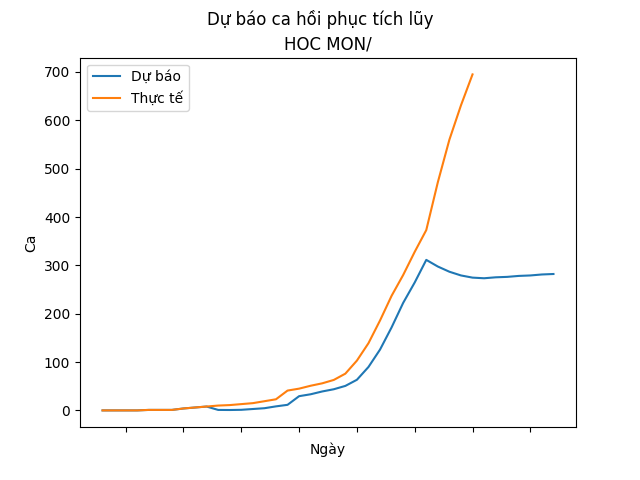 Dự báo ca hồi phục tích lũy
HOC MON/
Dự báo
Thực tế
700
600
500
400
300
200
100
0
Ca
Ngày